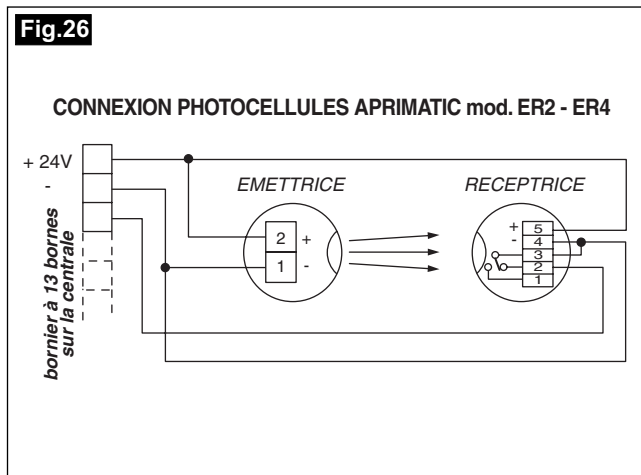 Fig.26
CONNEXION PHOTOCELLULES APRIMATIC mod. ER2 - ER4
+ 24V
-
bornier à 13 bornes
sur la centrale
EMETTRICE
2 +
1 -
RECEPTRICE
+ 5
- 4
3
2
1